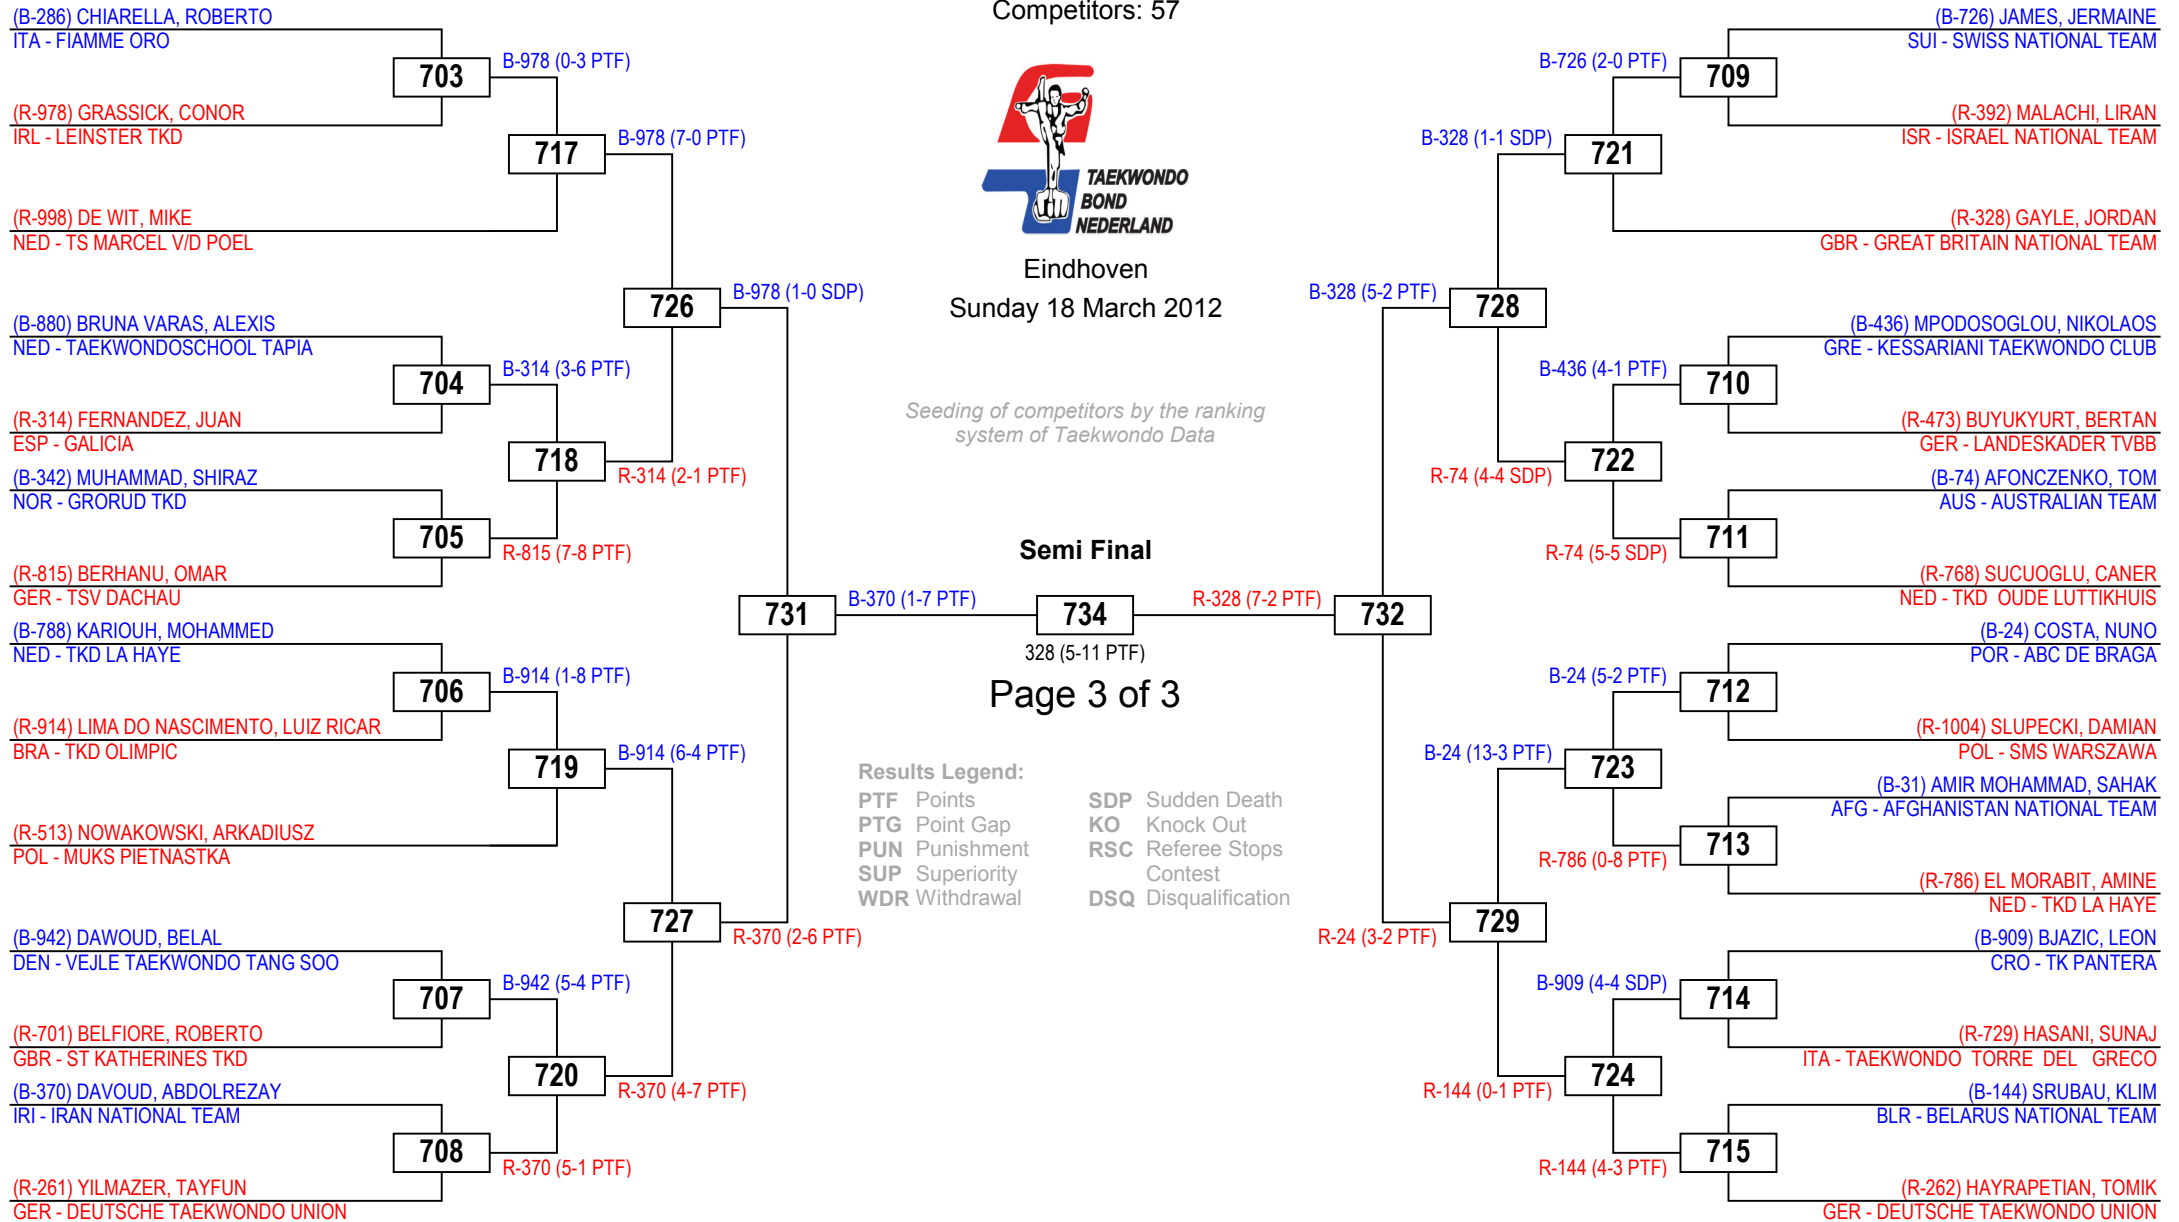 (B-286) CHIARELLA, ROBERTO
ITA - FIAMME ORO
703
B-978 (0-3 PTF)
(R-978) GRASSICK, CONOR
IRL - LEINSTER TKD
717
B-978 (7-0 PTF)
(R-998) DE WIT, MIKE
NED - TS MARCEL V/D POEL
726
B-978 (1-0 SDP)
(B-880) BRUNA VARAS, ALEXIS
NED - TAEKWONDOSCHOOL TAPIA
704
B-314 (3-6 PTF)
(R-314) FERNANDEZ, JUAN
ESP - GALICIA
718
R-314 (2-1 PTF)
(B-342) MUHAMMAD, SHIRAZ
NOR - GRORUD TKD
705
R-815 (7-8 PTF)
(R-815) BERHANU, OMAR
GER - TSV DACHAU
731
B-370 (1-7 PTF)
(B-788) KARIOUH, MOHAMMED
NED - TKD LA HAYE
706
B-914 (1-8 PTF)
(R-914) LIMA DO NASCIMENTO, LUIZ RICAR
BRA - TKD OLIMPIC
719
B-914 (6-4 PTF)
(R-513) NOWAKOWSKI, ARKADIUSZ
POL - MUKS PIETNASTKA
727
R-370 (2-6 PTF)
(B-942) DAWOUD, BELAL
DEN - VEJLE TAEKWONDO TANG SOO
707
B-942 (5-4 PTF)
(R-701) BELFIORE, ROBERTO
GBR - ST KATHERINES TKD
720
R-370 (4-7 PTF)
(B-370) DAVOUD, ABDOLREZAY
IRI - IRAN NATIONAL TEAM
708
R-370 (5-1 PTF)
(R-261) YILMAZER, TAYFUN
GER - DEUTSCHE TAEKWONDO UNION
Competitors: 57
TAEKWONDO
BOND
NEDERLAND
Eindhoven
Sunday 18 March 2012
Seeding of competitors by the ranking
system of Taekwondo Data
Semi Final
734
328 (5-11 PTF)
Page 3 of 3
Results Legend:
PTF Points
PTG Point Gap
PUN Punishment
SUP Superiority
WDR Withdrawal
SDP Sudden Death
KO Knock Out
RSC Referee Stops
Contest
DSQ Disqualification
(B-726) JAMES, JERMAINE
SUI - SWISS NATIONAL TEAM
B-726 (2-0 PTF)
709
(R-392) MALACHI, LIRAN
ISR - ISRAEL NATIONAL TEAM
B-328 (1-1 SDP)
721
(R-328) GAYLE, JORDAN
GBR - GREAT BRITAIN NATIONAL TEAM
B-328 (5-2 PTF)
728
(B-436) MPODOSOGLOU, NIKOLAOS
GRE - KESSARIANI TAEKWONDO CLUB
B-436 (4-1 PTF)
710
(R-473) BUYUKYURT, BERTAN
GER - LANDESKADER TVBB
R-74 (4-4 SDP)
722
(B-74) AFONCZENKO, TOM
AUS - AUSTRALIAN TEAM
R-74 (5-5 SDP)
711
(R-768) SUCUOGLU, CANER
NED - TKD OUDE LUTTIKHUIS
R-328 (7-2 PTF)
732
(B-24) COSTA, NUNO
POR - ABC DE BRAGA
B-24 (5-2 PTF)
712
(R-1004) SLUPECKI, DAMIAN
POL - SMS WARSZAWA
B-24 (13-3 PTF)
723
(B-31) AMIR MOHAMMAD, SAHAK
AFG - AFGHANISTAN NATIONAL TEAM
R-786 (0-8 PTF)
713
(R-786) EL MORABIT, AMINE
NED - TKD LA HAYE
R-24 (3-2 PTF)
729
(B-909) BJAZIC, LEON
CRO - TK PANTERA
B-909 (4-4 SDP)
714
(R-729) HASANI, SUNAJ
ITA - TAEKWONDO TORRE DEL GRECO
R-144 (0-1 PTF)
724
(B-144) SRUBAU, KLIM
BLR - BELARUS NATIONAL TEAM
R-144 (4-3 PTF)
715
(R-262) HAYRAPETIAN, TOMIK
GER - DEUTSCHE TAEKWONDO UNION